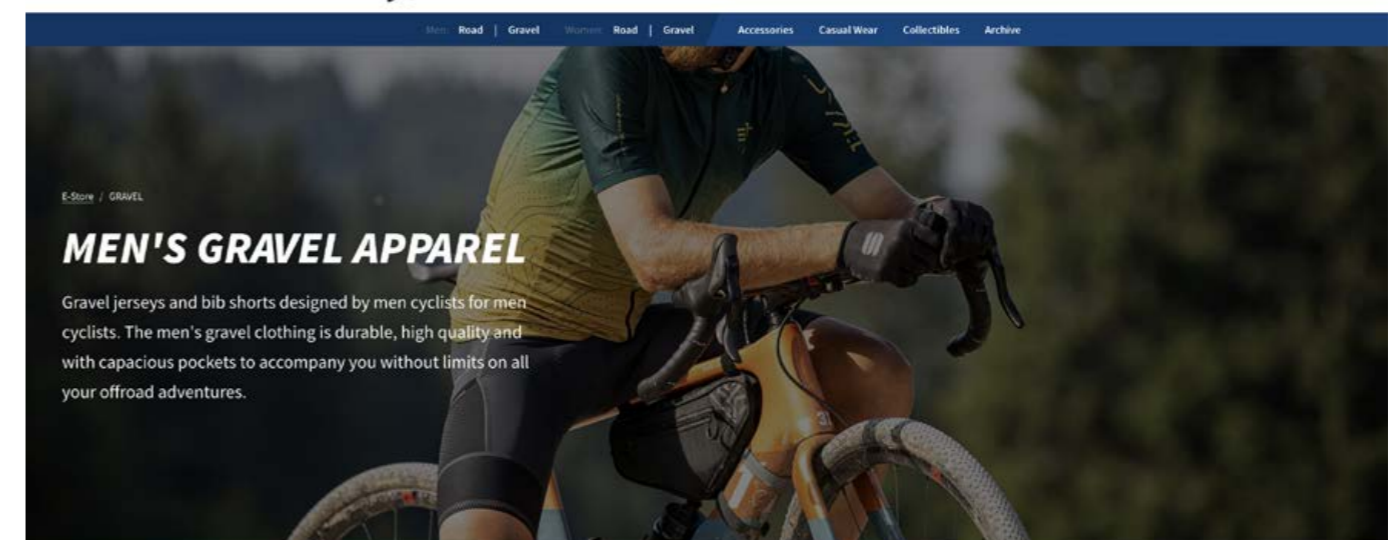 Men: Road | Gravel Women: Road | Gravel Accessories Casual Wear Collectibles Archive
E-Store / GRAVEL
MEN'S GRAVEL APPAREL
Gravel jerseys and bib shorts designed by men cyclists for men
cyclists. The men's gravel clothing is durable, high quality and
with capacious pockets to accompany you without limits on all
your offroad adventures.
31